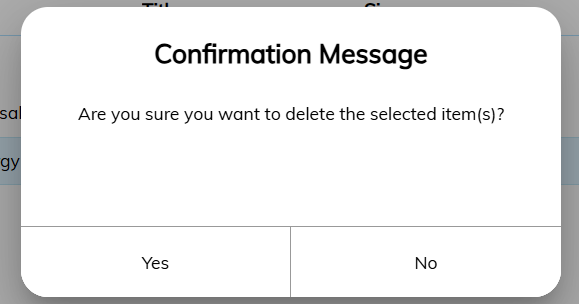 Confirmation Message
Are you sure you want to delete the selected item(s)?
Yes
No